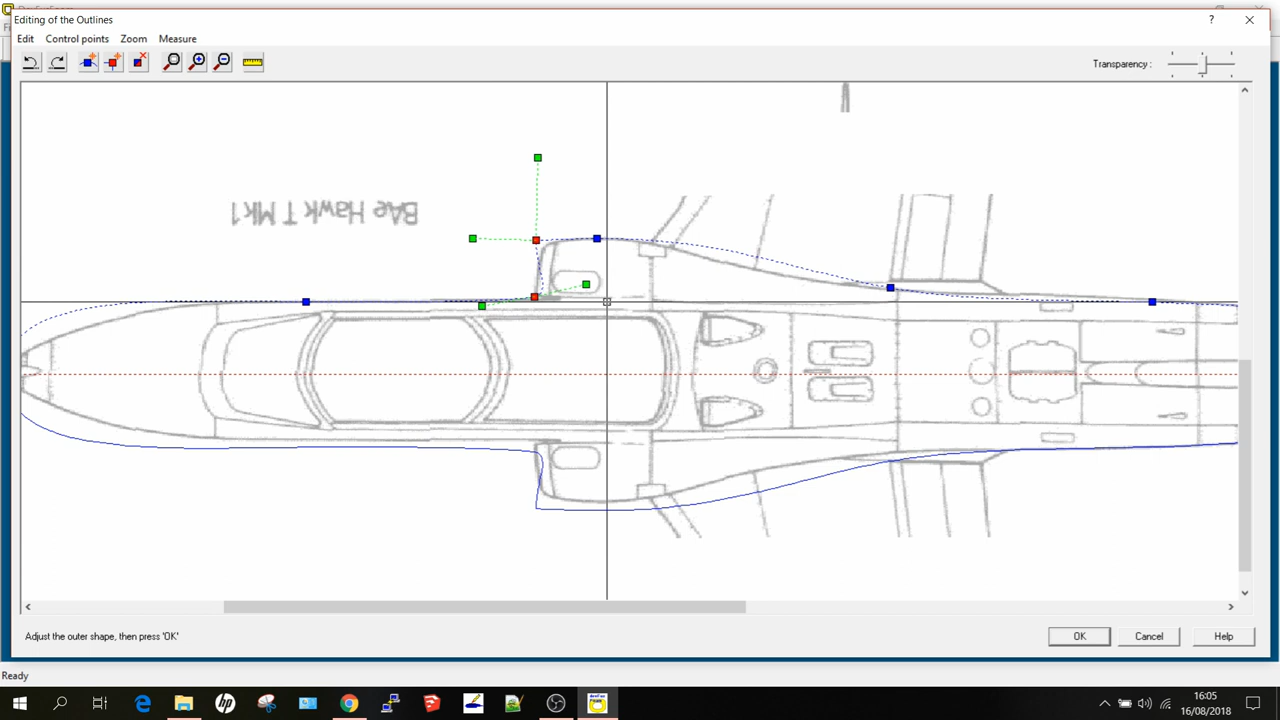 Editing of the Outlines
?
Edit Control points Zoom Measure
Transparency :
BAe Hawk T Mk1
Adjust the outer shape, then press 'OK'
OK Cancel Help
Ready
hp
16:05
16/08/2018